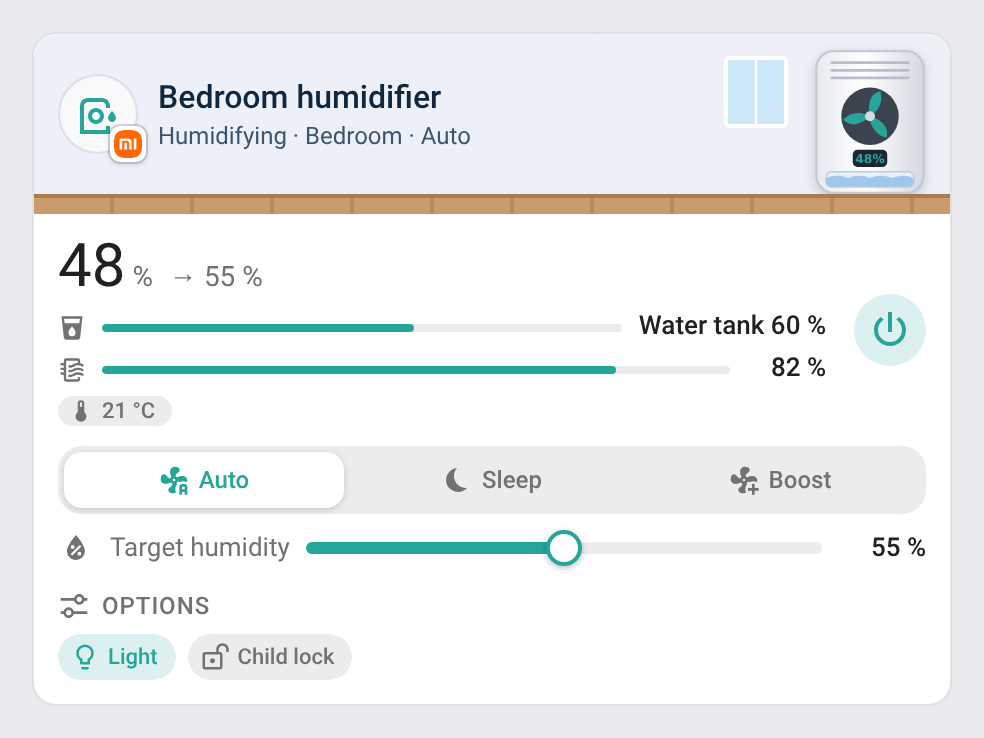 Bedroom humidifier
mi
Humidifying · Bedroom · Auto
48%
48 % → 55 %
Water tank 60 %
82 %
21 °C
Auto Sleep Boost
Target humidity 55 %
OPTIONS
Light Child lock